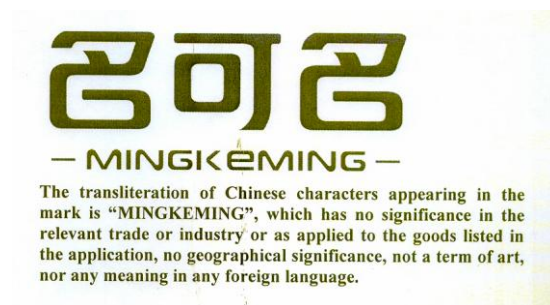 名可名
— MINGKeMING —
The transliteration of Chinese characters appearing in the
mark is “MINGKEMING”, which has no significance in the
relevant trade or industry or as applied to the goods listed in
the application, no geographical significance, not a term of art,
nor any meaning in any foreign language.